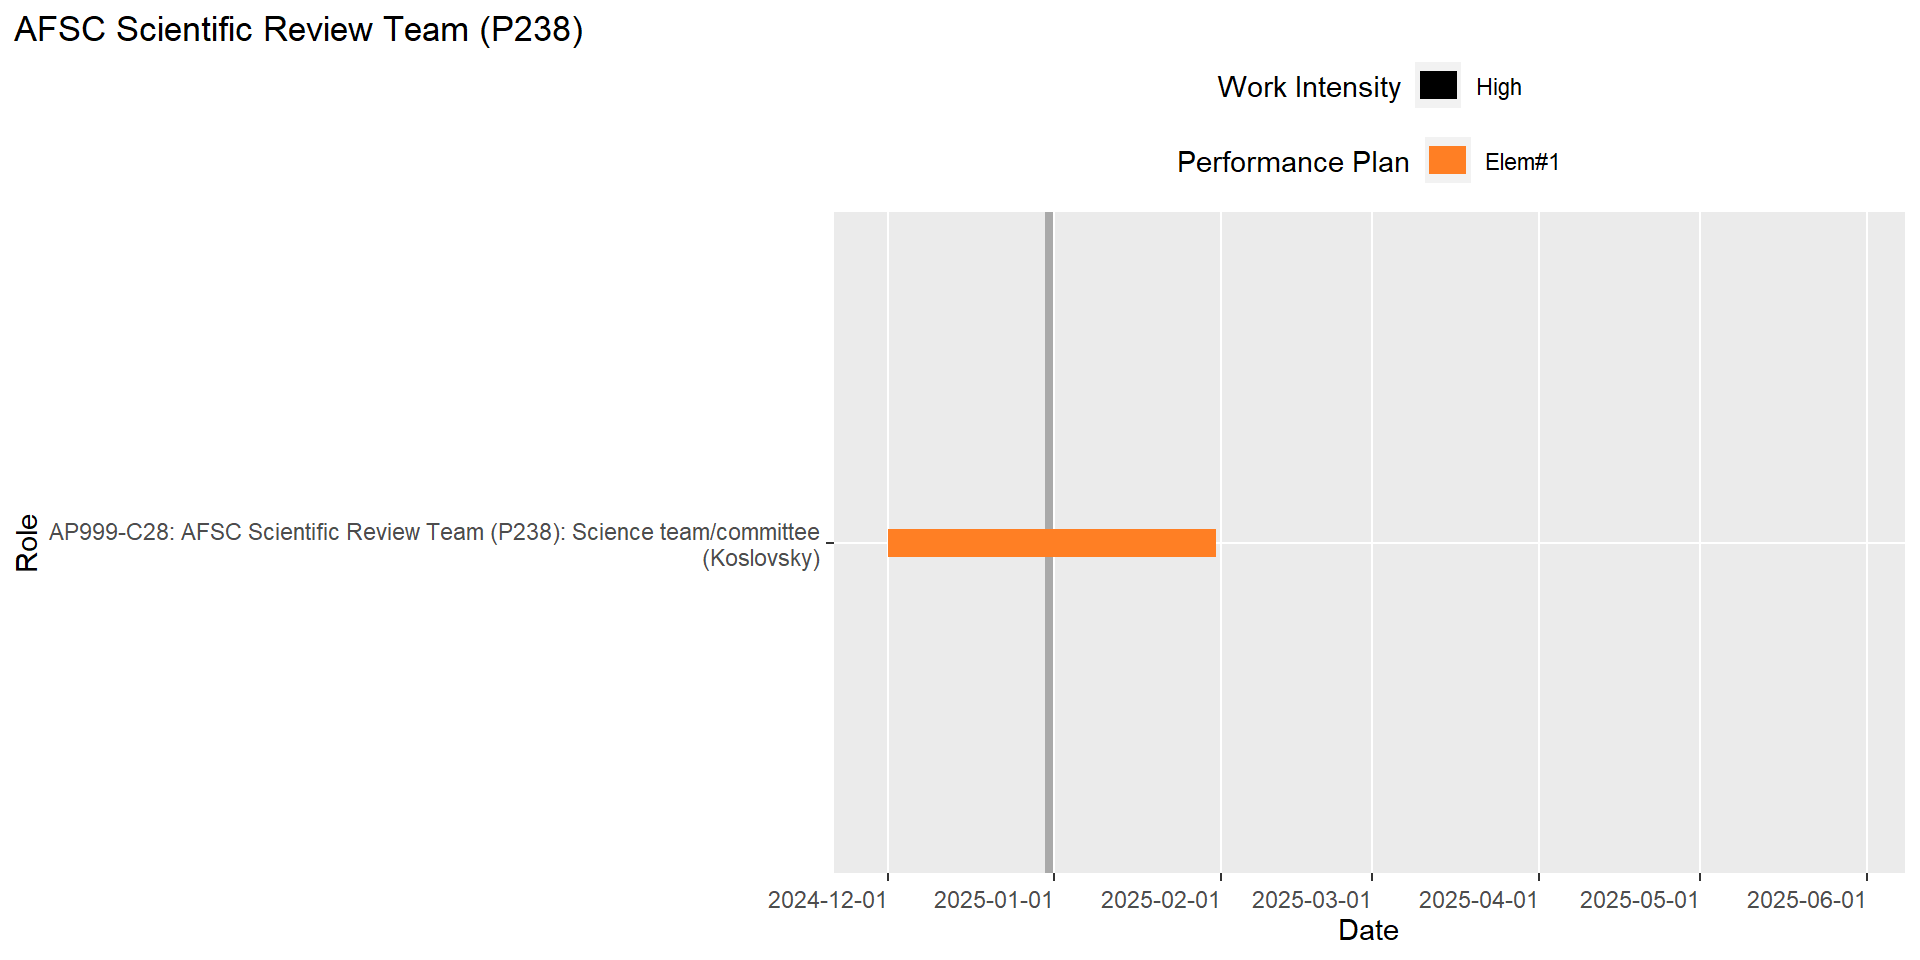 AFSC Scientific Review Team (P238)
Work Intensity High
Performance Plan Elem#1
Role
AP999-C28: AFSC Scientific Review Team (P238): Science team/committee
(Koslovsky)
2024-12-01 2025-01-01 2025-02-01 2025-03-01 2025-04-01 2025-05-01 2025-06-01
Date